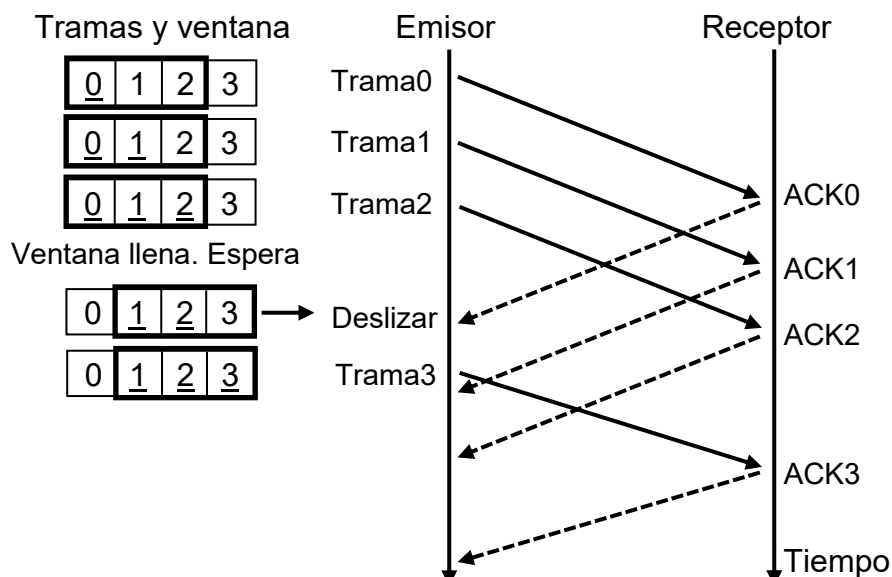 Tramas y ventana
Emisor
Receptor
0 1 2 3
Trama0
0 1 2 3
Trama1
0 1 2 3
Trama2
ACK0
Ventana llena. Espera
ACK1
0 1 2 3
Deslizar
ACK2
0 1 2 3
Trama3
ACK3
Tiempo